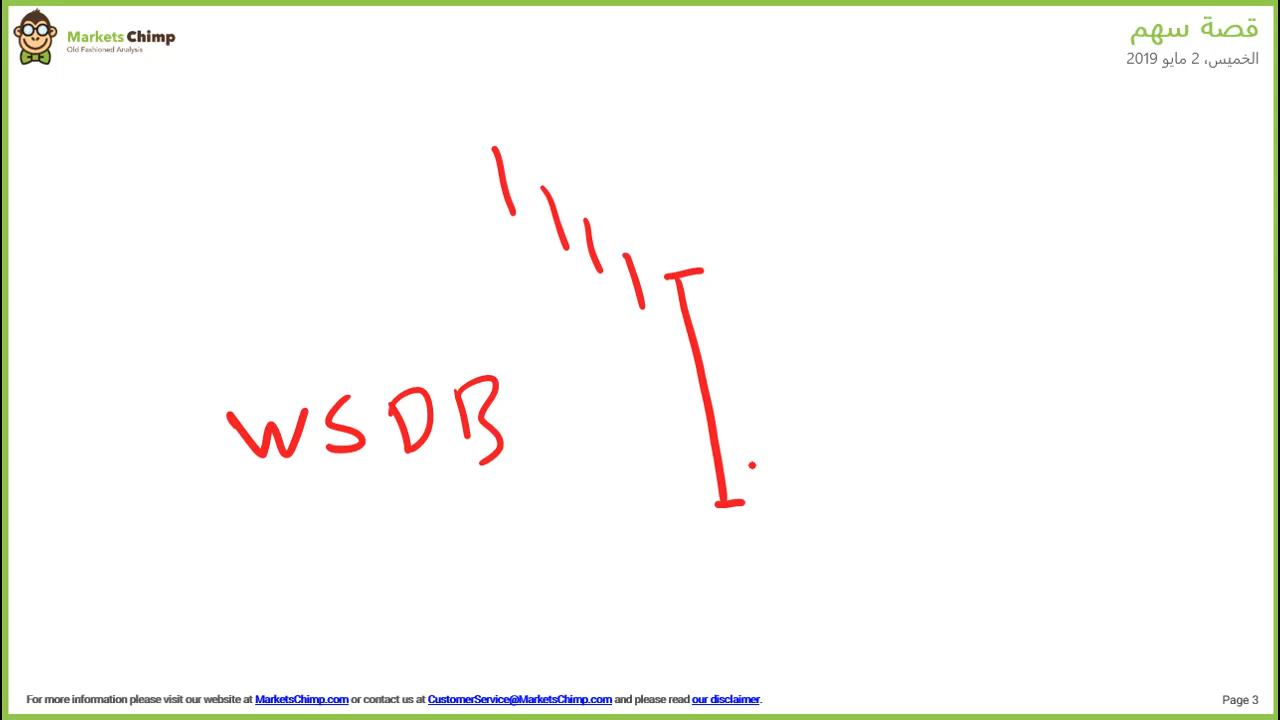 Markets Chimp
Old Fashioned Analysis
قصة سهم
الخميس، 2 مايو 2019
WSDB
For more information please visit our website at MarketsChimp.com or contact us at CustomerService@MarketsChimp.com and please read our disclaimer.
Page 3